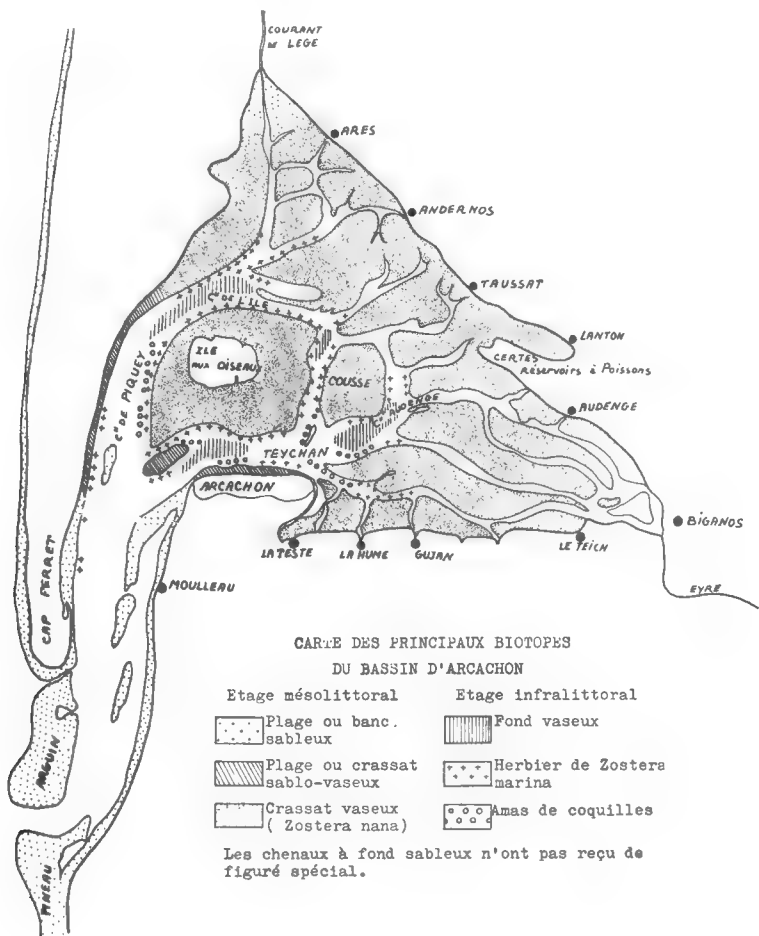 COURANT
DE LEGE
ARES
ANDERNOS
TAUSSAT
LANTON
CERTES
Réservoirs à Poissons
AUDENGE
BIGANOS
EYRE
LE TEICH
GUJAN
LA HUME
LA TESTE
ARCACHON
TEYCHAN
COUSSE
ILE
AUX OISEAUX
DE L'ILE
Cal DE PIQUEY
MOULLEAU
CAP FERRET
ARGUIN
PINEAU
CARTE DES PRINCIPAUX BIOTOPES
DU BASSIN D'ARCACHON
Etage mésolittoral
Plage ou banc.
sableux
Plage ou crassat
sablo-vaseux
Crassat vaseux
( Zostera nana)
Etage infralittoral
Fond vaseux
Herbier de Zostera
marina
Amas de coquilles
Les chenaux à fond sableux n'ont pas reçu de
figuré spécial.